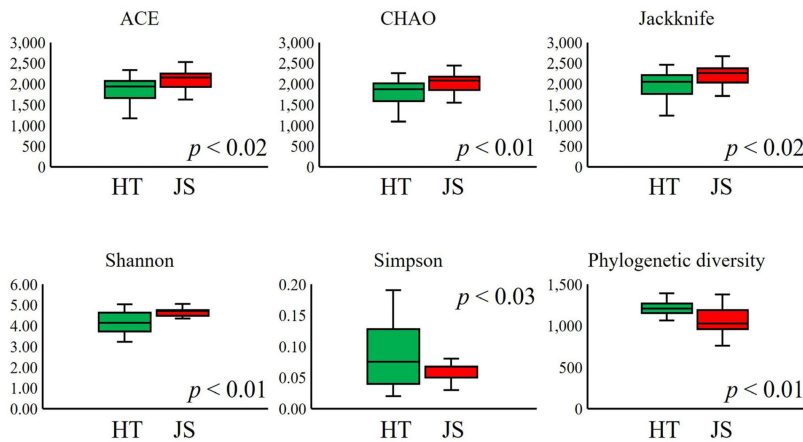 ACE
3,000
2,500
2,000
1,500
1,000
500
0
p < 0.02
HT JS
CHAO
3,000
2,500
2,000
1,500
1,000
500
0
p < 0.01
HT JS
Jackknife
3,000
2,500
2,000
1,500
1,000
500
0
p < 0.02
HT JS
Shannon
6.00
5.00
4.00
3.00
2.00
1.00
0.00
p < 0.01
HT JS
Simpson
0.20
0.15
0.10
0.05
0.00
p < 0.03
HT JS
Phylogenetic diversity
1,500
1,000
500
0
p < 0.01
HT JS